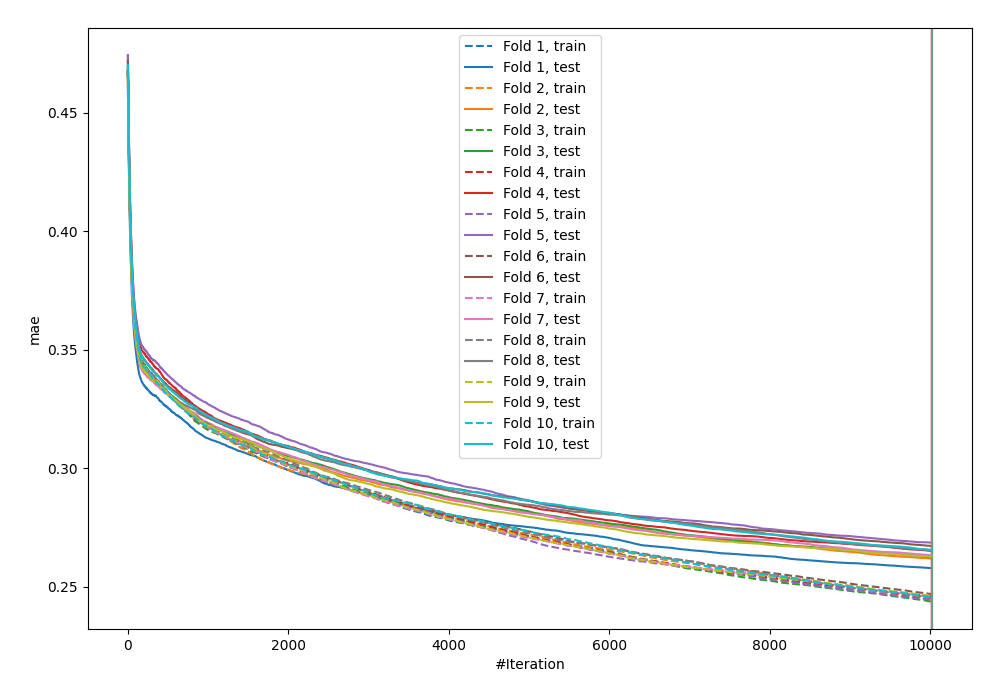 Fold 1, train
Fold 1, test
Fold 2, train
Fold 2, test
Fold 3, train
Fold 3, test
Fold 4, train
Fold 4, test
Fold 5, train
Fold 5, test
Fold 6, train
Fold 6, test
Fold 7, train
Fold 7, test
Fold 8, train
Fold 8, test
Fold 9, train
Fold 9, test
Fold 10, train
Fold 10, test
mae
0.45
0.40
0.35
0.30
0.25
0 2000 4000 6000 8000 10000
#Iteration